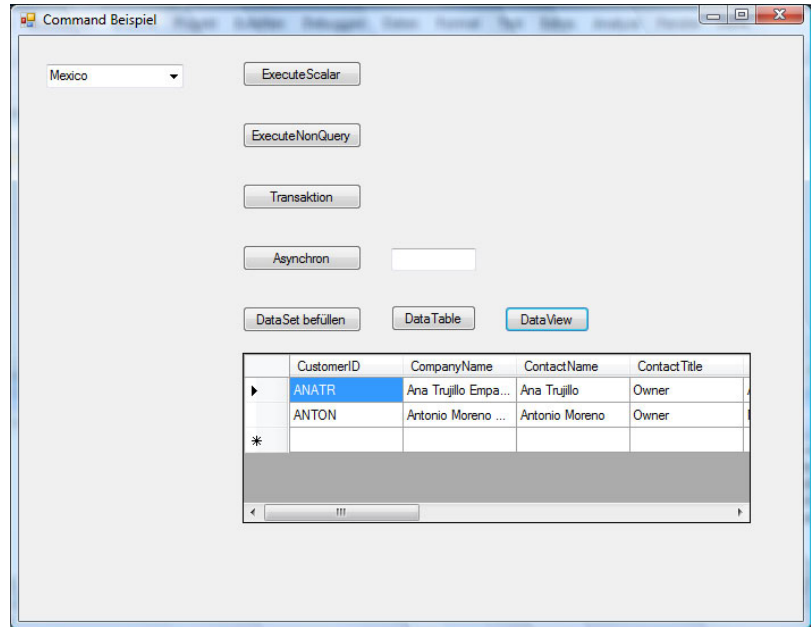 Command Beispiel
Mexico
ExecuteScalar
ExecuteNonQuery
Transaktion
Asynchron
DataSet befüllen DataTable DataView
CustomerID CompanyName ContactName ContactTitle
ANATR Ana Trujillo Empa... Ana Trujillo Owner
ANTON Antonio Moreno ... Antonio Moreno Owner